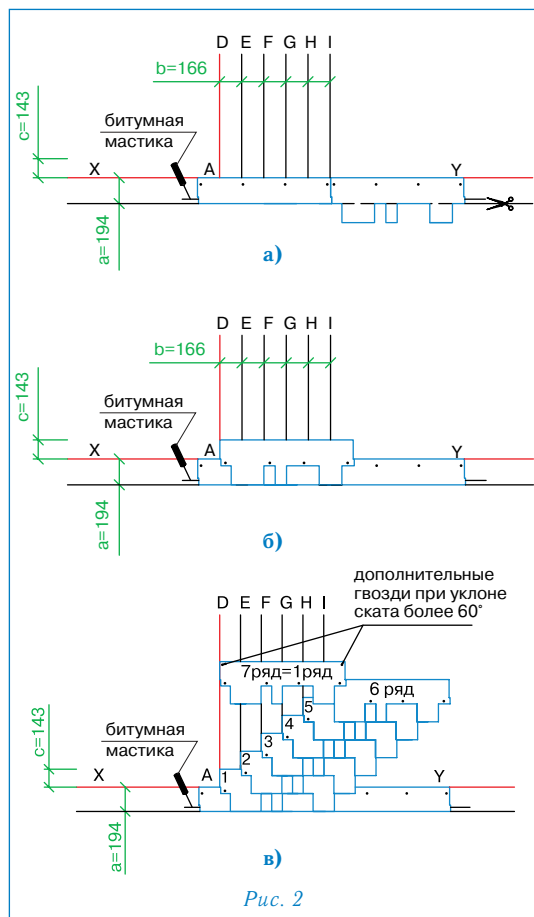 D E F G H I
b=166
c=143
битумная
мастика
X A Y
a=194
а)
D E F G H I
b=166
c=143
битумная
мастика
X A Y
a=194
б)
дополнительные
гвозди при уклоне
ската более 60°
D E F G H I
7ряд=1ряд
6 ряд
5
4
3
2
1
c=143
битумная
мастика
X A Y
a=194
в)
Рис. 2